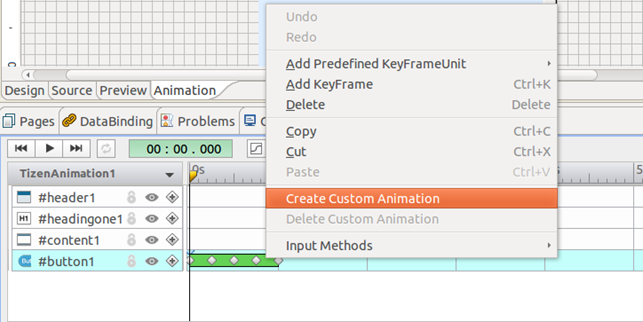 Undo
Redo
Add Predefined KeyFrameUnit
Add KeyFrame Ctrl+K
Delete Delete
Design Source Preview Animation
Pages DataBinding Problems
Copy Ctrl+C
Cut Ctrl+X
00 : 00 . 000
Paste Ctrl+V
TizenAnimation1 0s
Create Custom Animation
#header1
Delete Custom Animation
H1 #headingone1
#content1
Input Methods
#button1